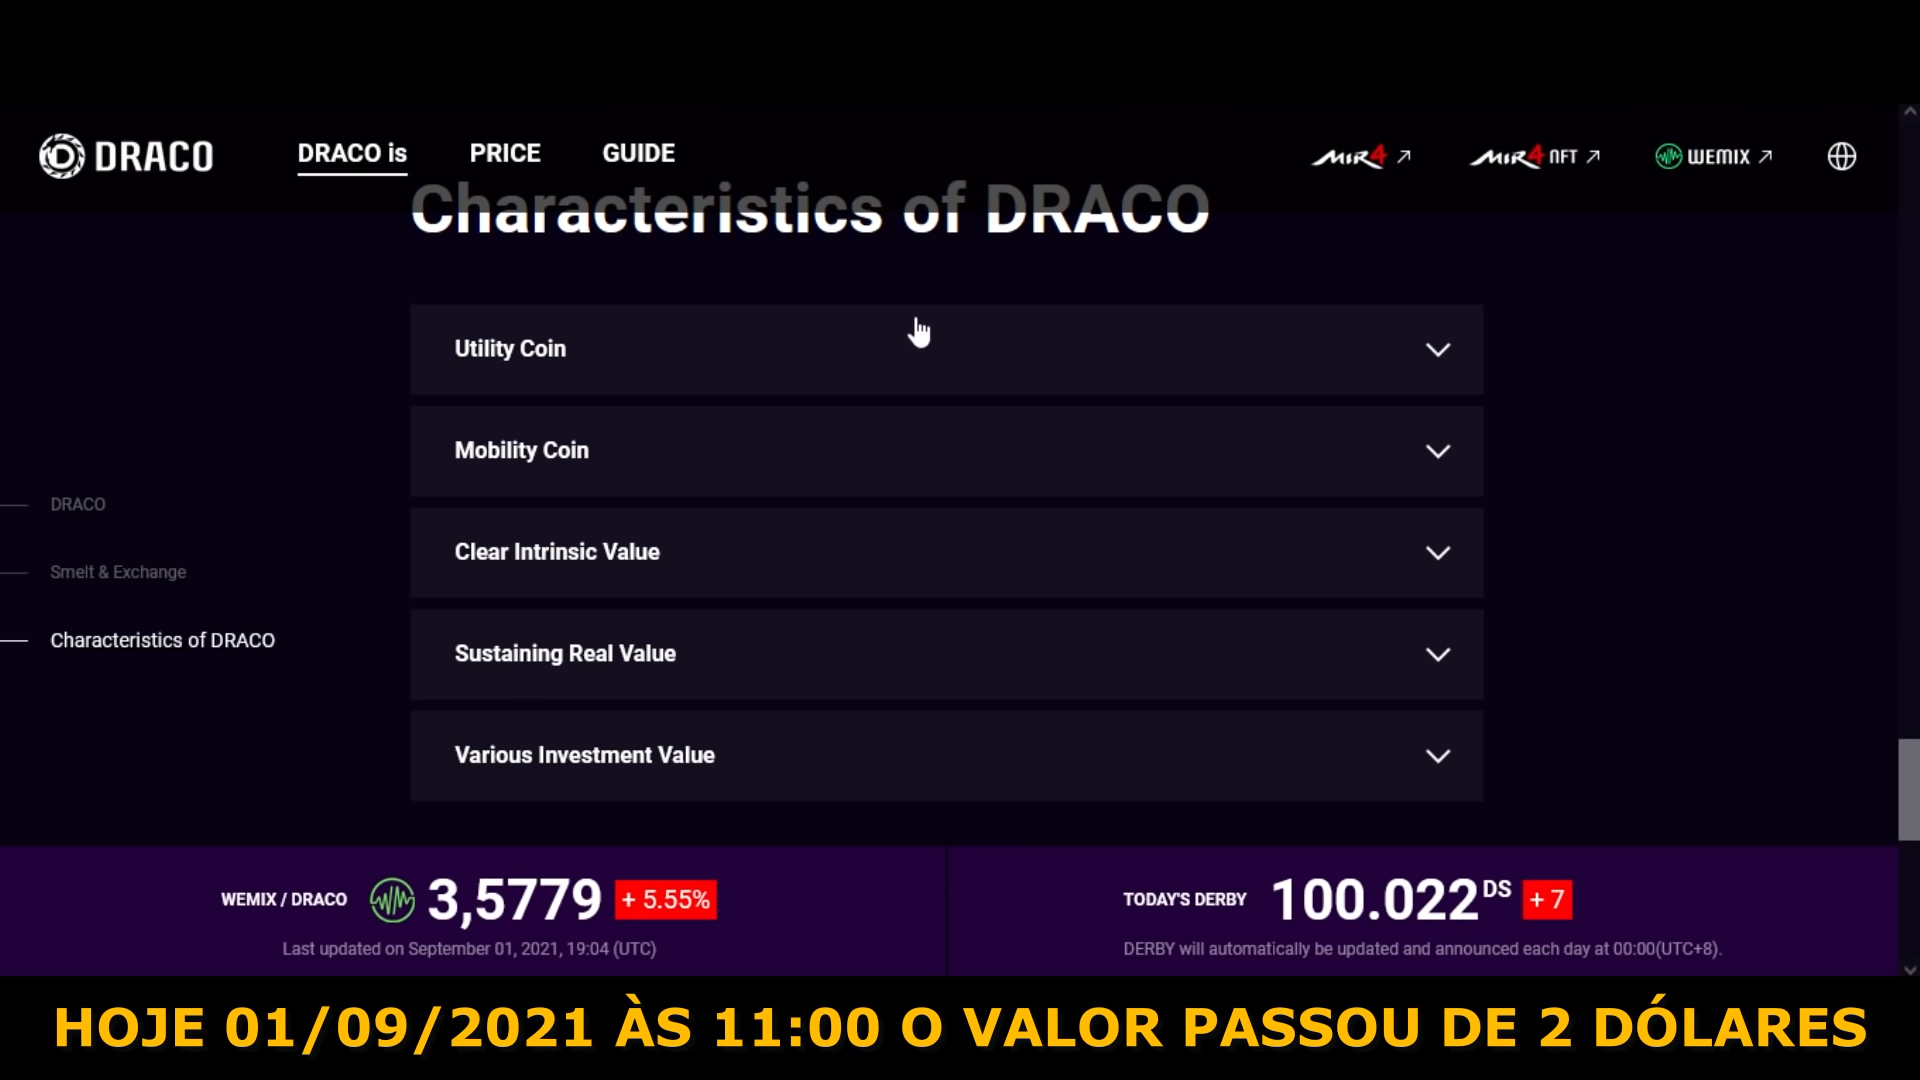 DRACO
DRACO is
PRICE
GUIDE
MIR4
MIR4 NFT
WEMIX
Characteristics of DRACO
Utility Coin
Mobility Coin
Clear Intrinsic Value
Sustaining Real Value
Various Investment Value
DRACO
Smelt & Exchange
Characteristics of DRACO
WEMIX / DRACO 3,5779 + 5.55%
Last updated on September 01, 2021, 19:04 (UTC)
TODAY'S DERBY 100.022 DS + 7
DERBY will automatically be updated and announced each day at 00:00(UTC+8).
HOJE 01/09/2021 ÀS 11:00 O VALOR PASSOU DE 2 DÓLARES